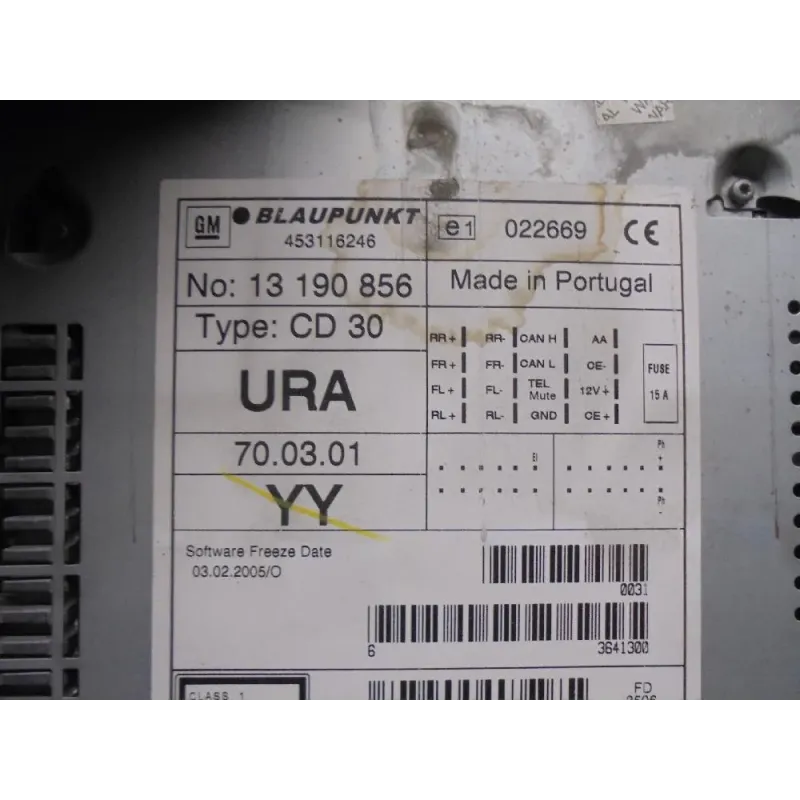 GM BLAUPUNKT
453116246
e1 022669 CE
No: 13 190 856
Made in Portugal
Type: CD 30
URA
RR+ RR- CAN H AA
FR+ FR- CAN L CE-
FL+ FL- TEL Mute 12V+
RL+ RL- GND CE+
FUSE
15 A
70.03.01
YY
Software Freeze Date
03.02.2005/O
0031
6 3641300
CLASS 1
FD